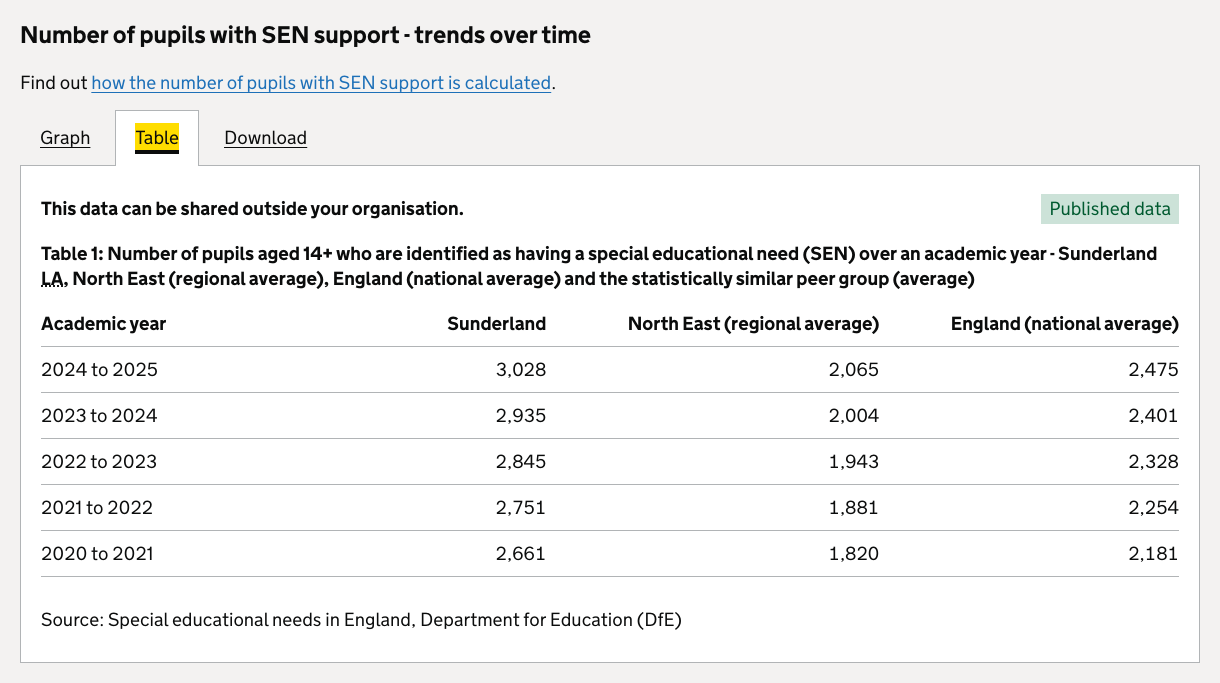 Number of pupils with SEN support - trends over time
Find out how the number of pupils with SEN support is calculated.
Graph Table Download
This data can be shared outside your organisation. Published data
Table 1: Number of pupils aged 14+ who are identified as having a special educational need (SEN) over an academic year - Sunderland
LA, North East (regional average), England (national average) and the statistically similar peer group (average)
Academic year Sunderland North East (regional average) England (national average)
2024 to 2025 3,028 2,065 2,475
2023 to 2024 2,935 2,004 2,401
2022 to 2023 2,845 1,943 2,328
2021 to 2022 2,751 1,881 2,254
2020 to 2021 2,661 1,820 2,181
Source: Special educational needs in England, Department for Education (DfE)